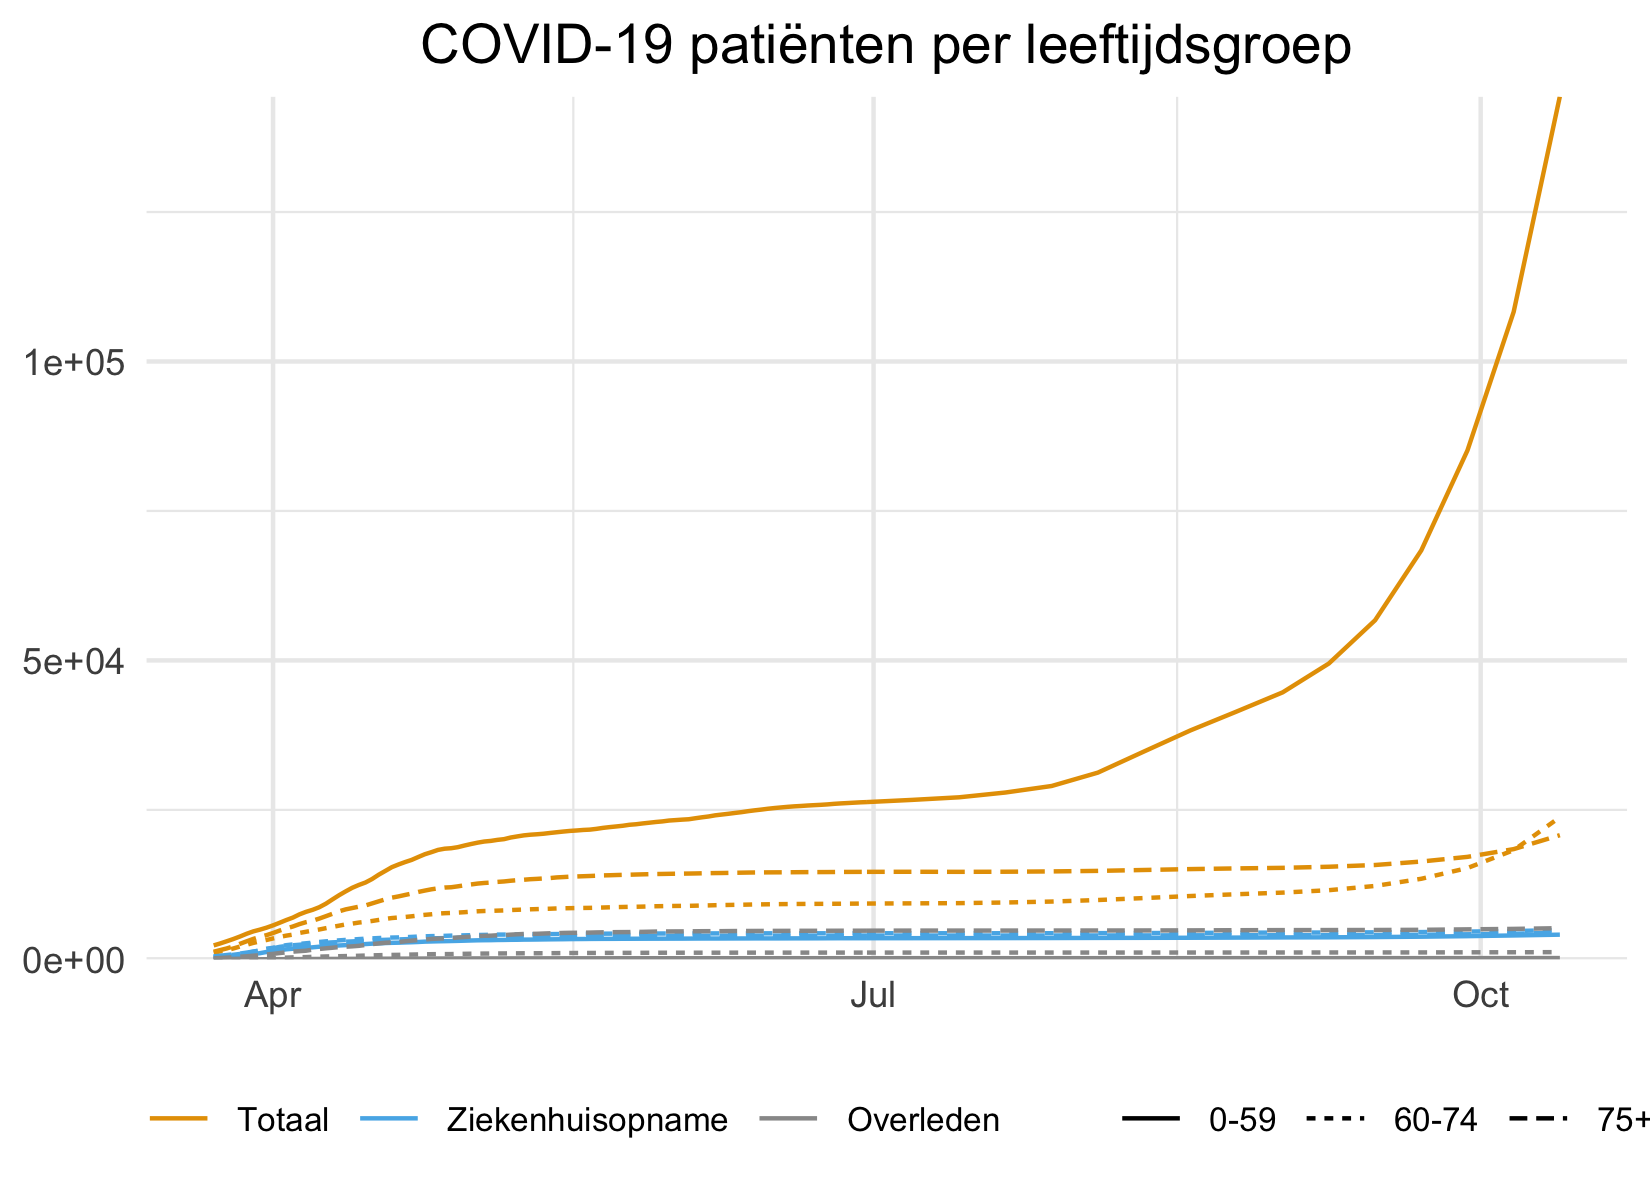 COVID-19 patiënten per leeftijdsgroep
1e+05
5e+04
0e+00
Apr Jul Oct
Totaal Ziekenhuisopname Overleden 0-59 60-74 75+